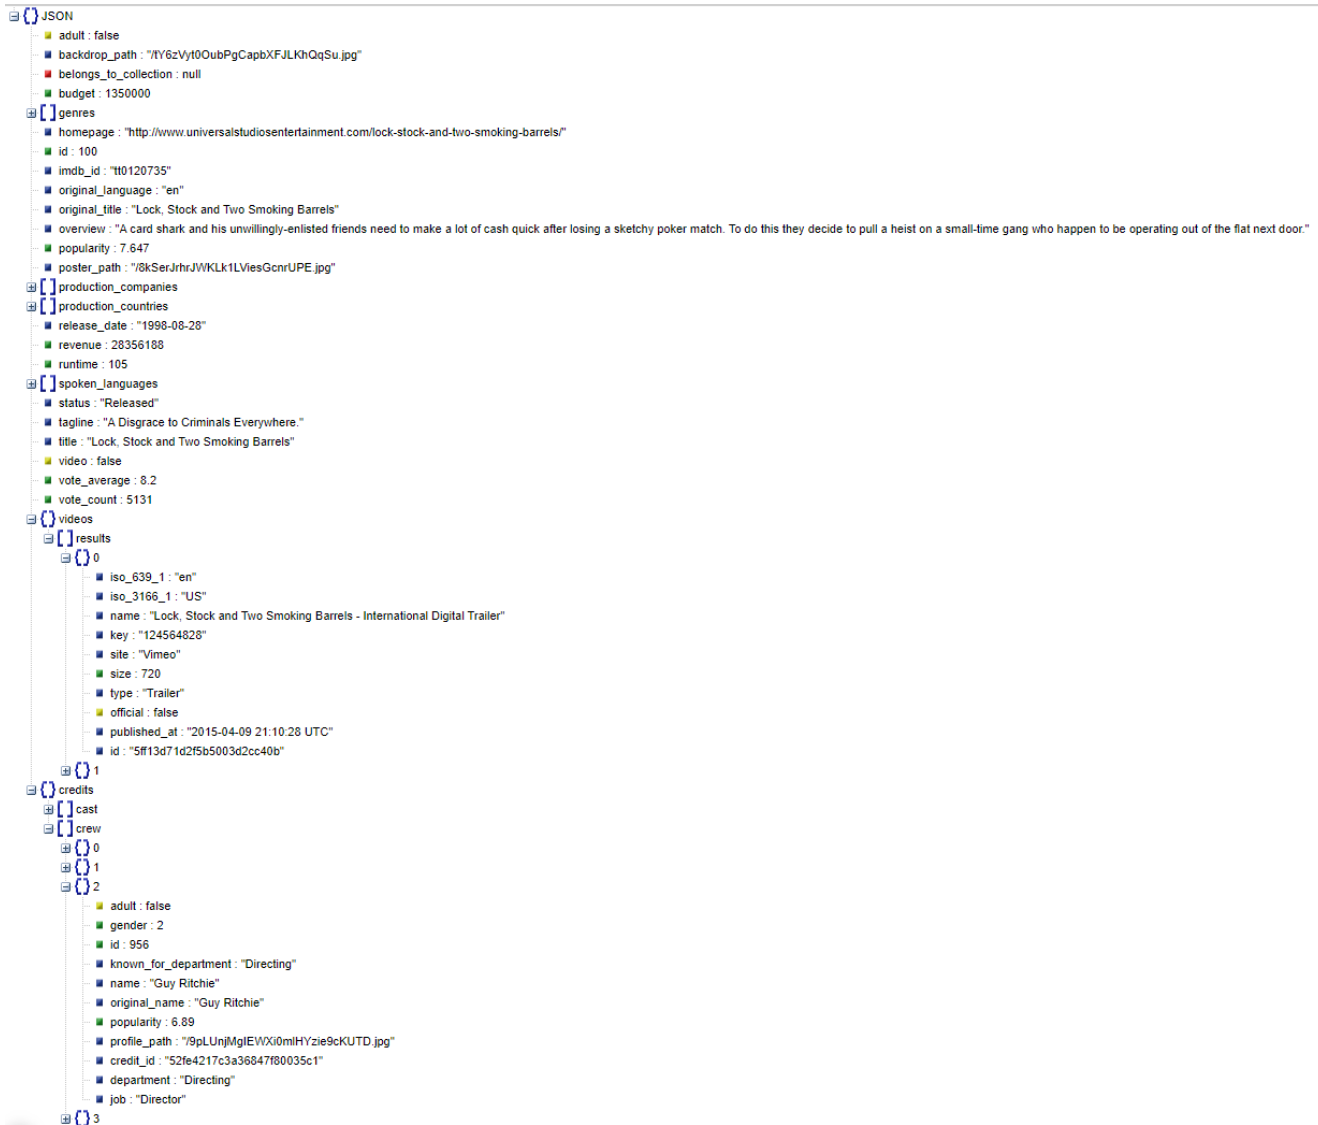 JSON
adult : false
backdrop_path : "/tY6zVyt0OubPgCapbXFJLKhQqSu.jpg"
belongs_to_collection : null
budget : 1350000
genres
homepage : "http://www.universalstudiosentertainment.com/lock-stock-and-two-smoking-barrels/"
id : 100
imdb_id : "tt0120735"
original_language : "en"
original_title : "Lock, Stock and Two Smoking Barrels"
overview : "A card shark and his unwillingly-enlisted friends need to make a lot of cash quick after losing a sketchy poker match. To do this they decide to pull a heist on a small-time gang who happen to be operating out of the flat next door."
popularity : 7.647
poster_path : "/8kSerJrhrJWKLk1LViesGcnrUPE.jpg"
production_companies
production_countries
release_date : "1998-08-28"
revenue : 28356188
runtime : 105
spoken_languages
status : "Released"
tagline : "A Disgrace to Criminals Everywhere."
title : "Lock, Stock and Two Smoking Barrels"
video : false
vote_average : 8.2
vote_count : 5131
videos
results
0
iso_639_1 : "en"
iso_3166_1 : "US"
name : "Lock, Stock and Two Smoking Barrels - International Digital Trailer"
key : "124564828"
site : "Vimeo"
size : 720
type : "Trailer"
official : false
published_at : "2015-04-09 21:10:28 UTC"
id : "5ff13d71d2f5b5003d2cc40b"
1
credits
cast
crew
0
1
2
adult : false
gender : 2
id : 956
known_for_department : "Directing"
name : "Guy Ritchie"
original_name : "Guy Ritchie"
popularity : 6.89
profile_path : "/9pLUnjMgIEWXi0mlHYzie9cKUTD.jpg"
credit_id : "52fe4217c3a36847f80035c1"
department : "Directing"
job : "Director"
3